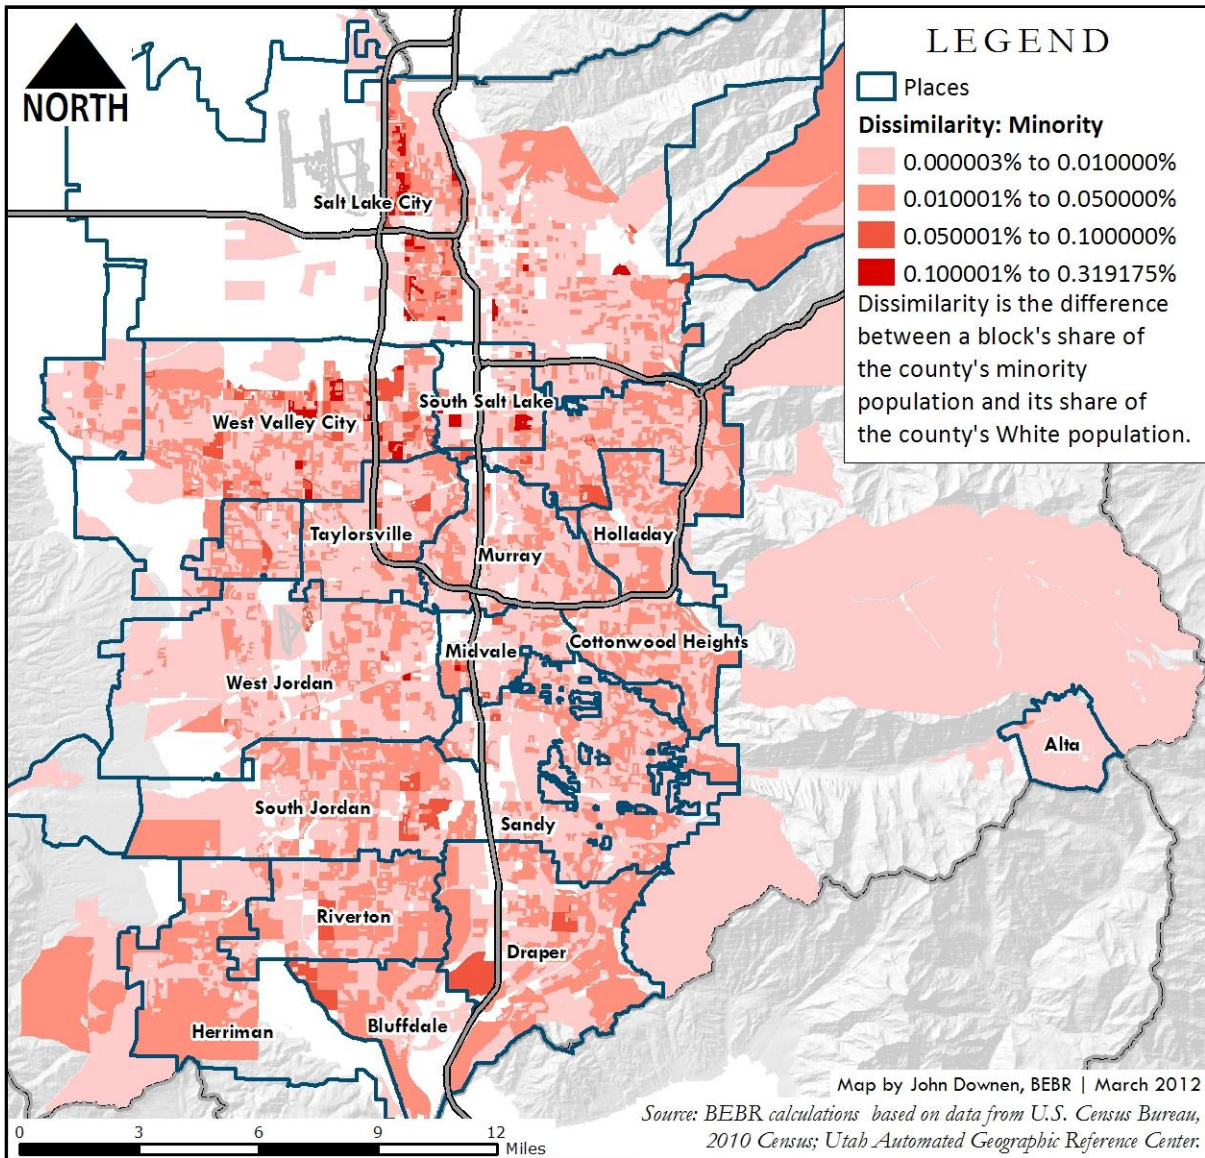 NORTH
LEGEND
Places
Dissimilarity: Minority
0.000003% to 0.010000%
0.010001% to 0.050000%
0.050001% to 0.100000%
0.100001% to 0.319175%
Dissimilarity is the difference
between a block's share of
the county's minority
population and its share of
the county's White population.
Salt Lake City
South Salt Lake
West Valley City
Taylorsville
Murray
Holladay
Midvale
Cottonwood Heights
West Jordan
Alta
South Jordan
Sandy
Riverton
Draper
Herriman
Bluffdale
Map by John Downen, BEBR | March 2012
Source: BEBR calculations based on data from U.S. Census Bureau,
2010 Census; Utah Automated Geographic Reference Center.
0 3 6 9 12
Miles